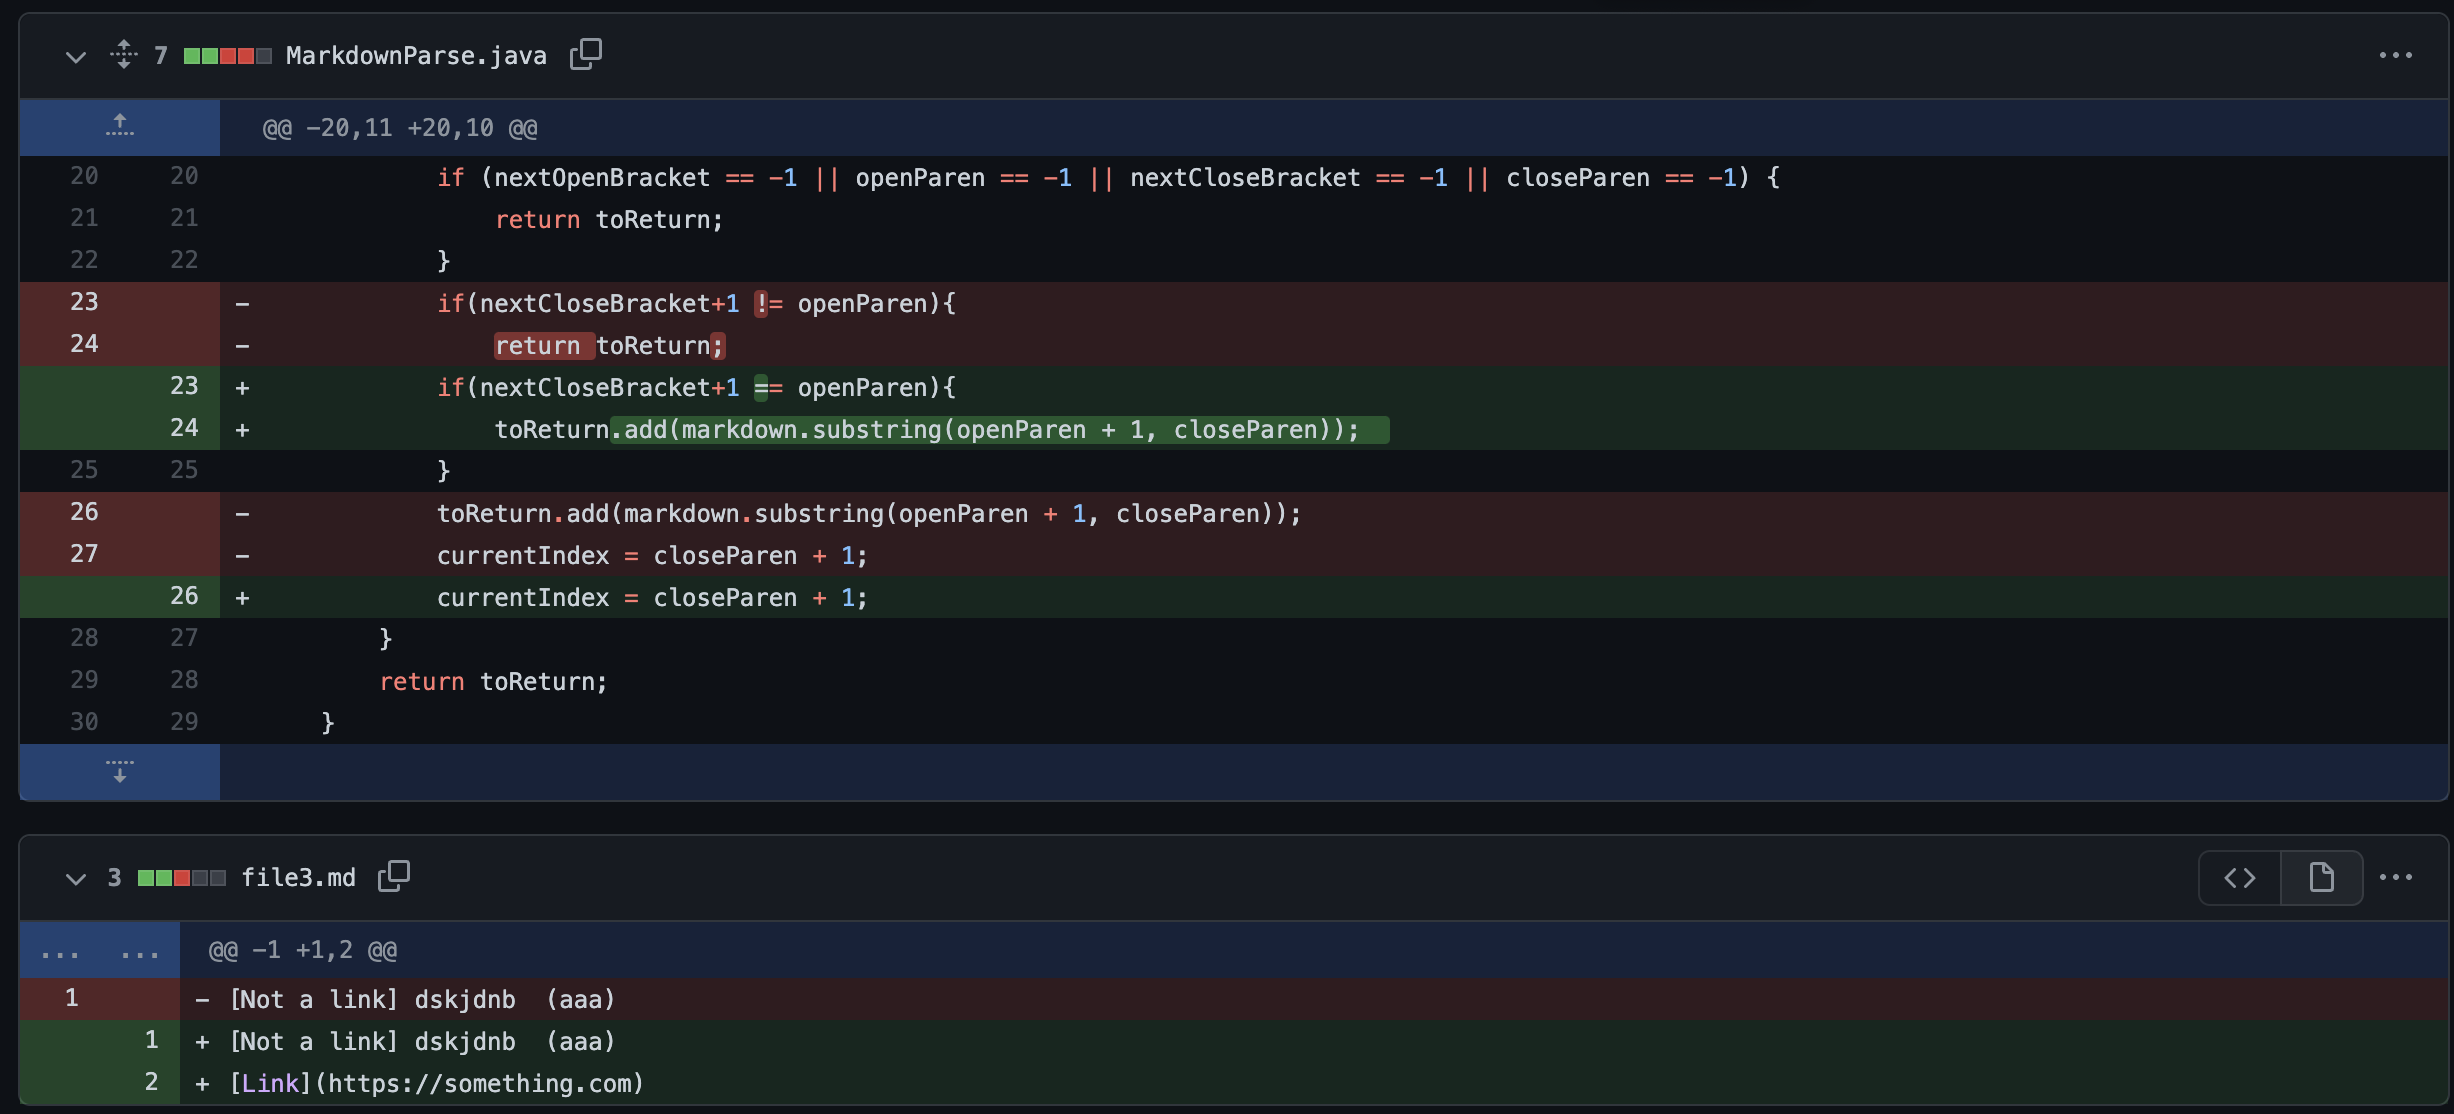 7 MarkdownParse.java
@@ -20,11 +20,10 @@
20 20 if (nextOpenBracket == -1 || openParen == -1 || nextCloseBracket == -1 || closeParen == -1) {
21 21 return toReturn;
22 22 }
23 - if(nextCloseBracket+1 != openParen){
24 - return toReturn;
23 + if(nextCloseBracket+1 == openParen){
24 + toReturn.add(markdown.substring(openParen + 1, closeParen));
25 25 }
26 - toReturn.add(markdown.substring(openParen + 1, closeParen));
27 - currentIndex = closeParen + 1;
26 + currentIndex = closeParen + 1;
28 27 }
29 28 return toReturn;
30 29 }
3 file3.md
... ... @@ -1 +1,2 @@
1 - [Not a link] dskjdnb  (aaa)
1 + [Not a link] dskjdnb  (aaa)
2 + [Link](https://something.com)